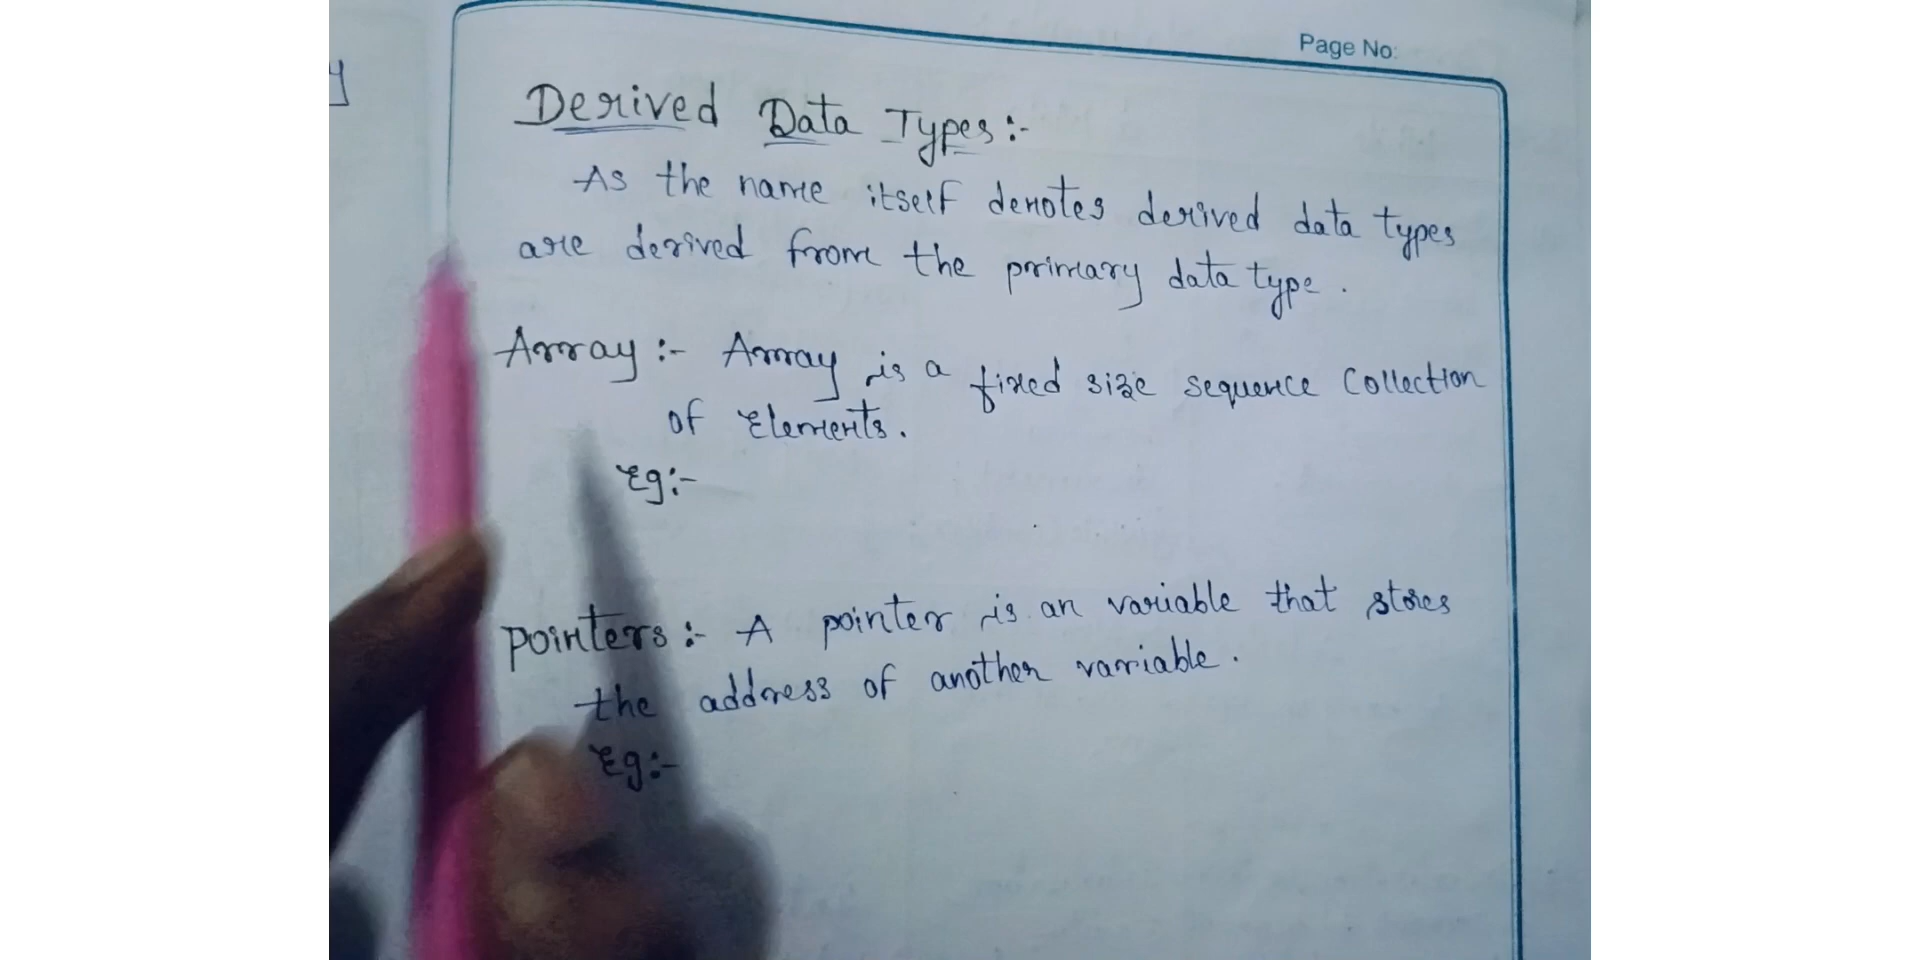 Page No:
y
Derived Data Types :-
As the name itself denotes derived data types
are derived from the primary data type.
Array :- Array is a fixed size sequence Collection
of Elements.
Eg:-
Pointers :- A pointer is an variable that stores
the address of another variable.
Eg:-